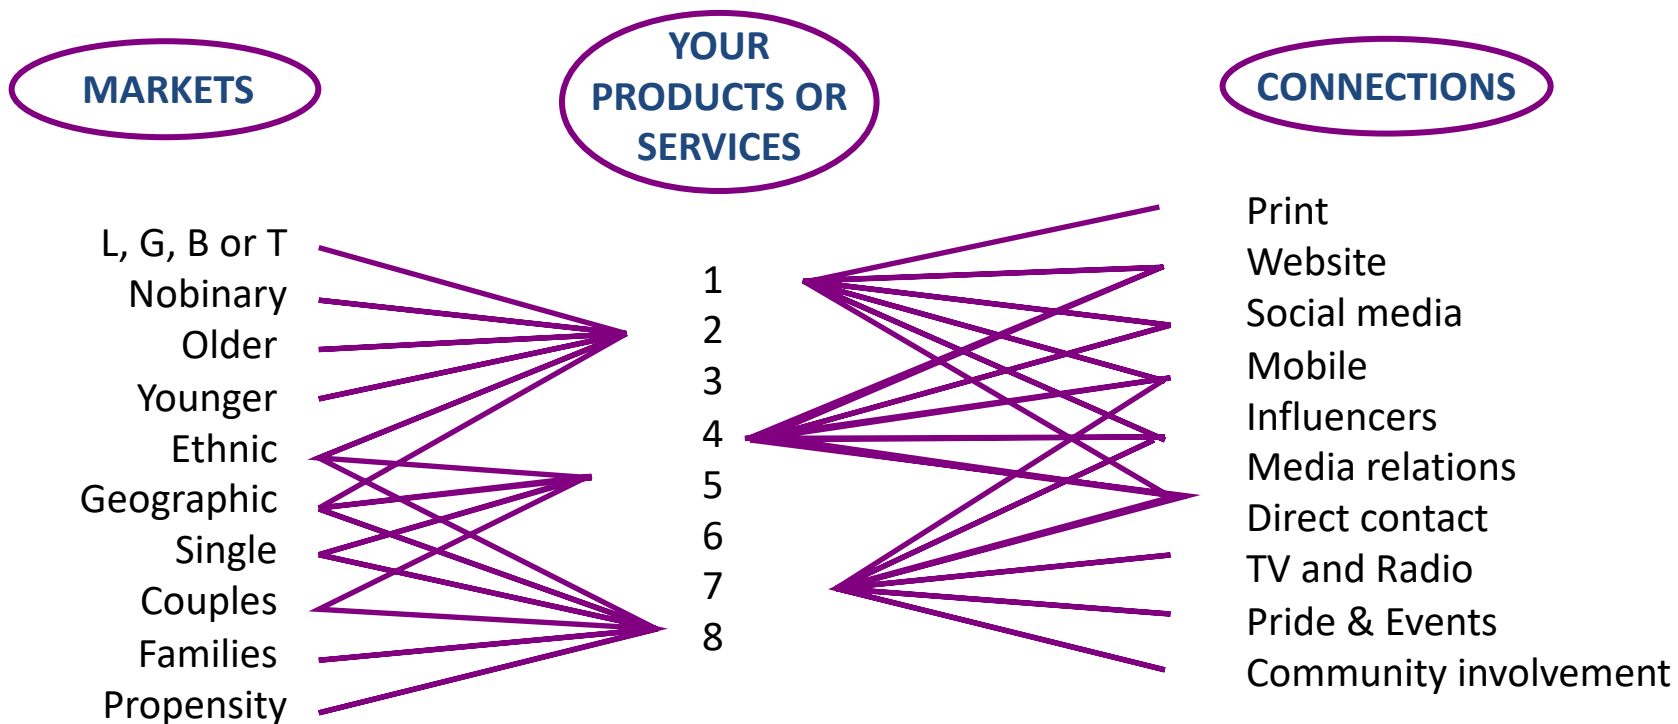 MARKETS
YOUR
PRODUCTS OR
SERVICES
CONNECTIONS
L, G, B or T
Nobinary
Older
Younger
Ethnic
Geographic
Single
Couples
Families
Propensity
1
2
3
4
5
6
7
8
Print
Website
Social media
Mobile
Influencers
Media relations
Direct contact
TV and Radio
Pride & Events
Community involvement